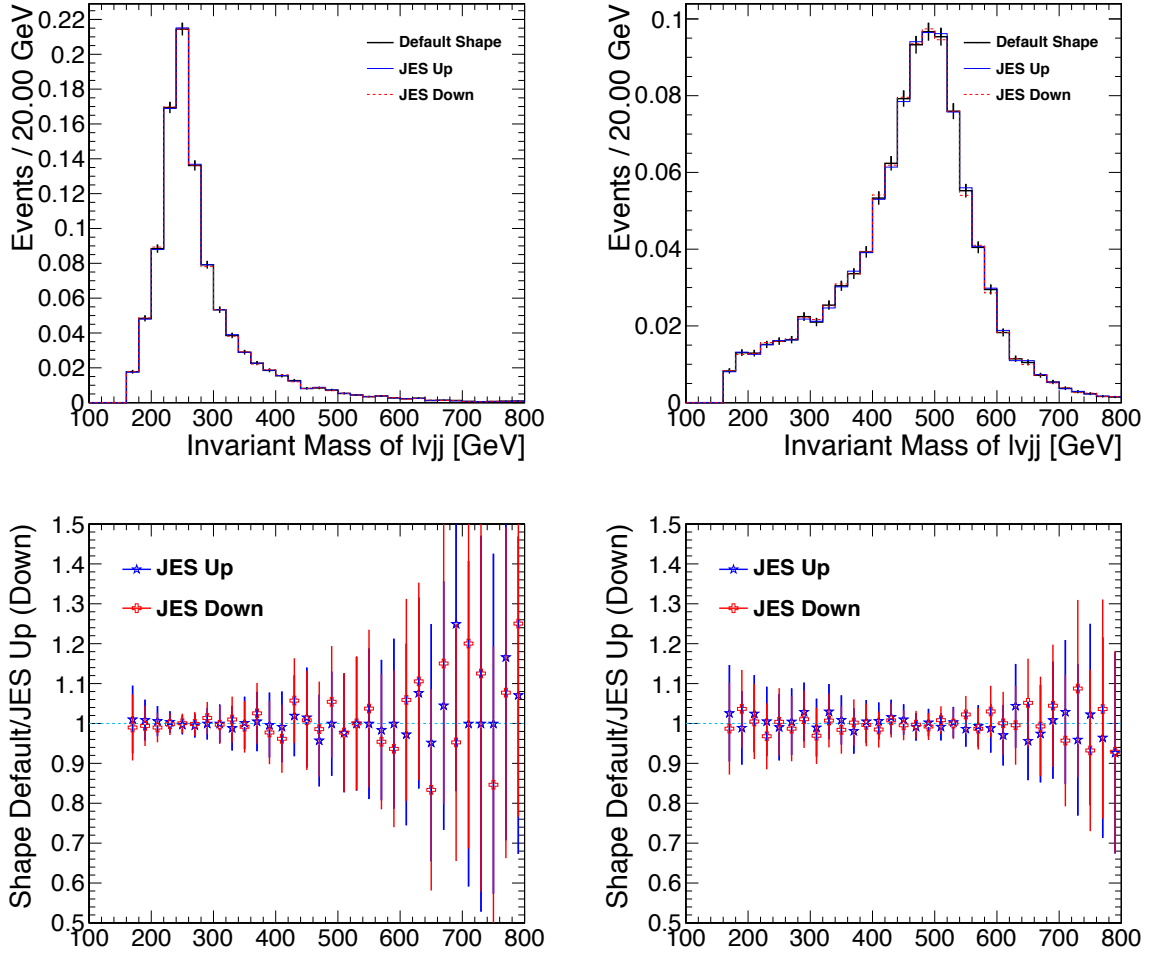 Events / 20.00 GeV
0.22
0.2
0.18
0.16
0.14
0.12
0.1
0.08
0.06
0.04
0.02
0
Default Shape
JES Up
JES Down
100 200 300 400 500 600 700 800
Invariant Mass of lvjj [GeV]
Events / 20.00 GeV
0.1
0.08
0.06
0.04
0.02
0
Default Shape
JES Up
JES Down
100 200 300 400 500 600 700 800
Invariant Mass of lvjj [GeV]
Shape Default/JES Up (Down)
1.5
1.4
1.3
1.2
1.1
1
0.9
0.8
0.7
0.6
0.5
JES Up
JES Down
100 200 300 400 500 600 700 800
Shape Default/JES Up (Down)
1.5
1.4
1.3
1.2
1.1
1
0.9
0.8
0.7
0.6
0.5
JES Up
JES Down
100 200 300 400 500 600 700 800